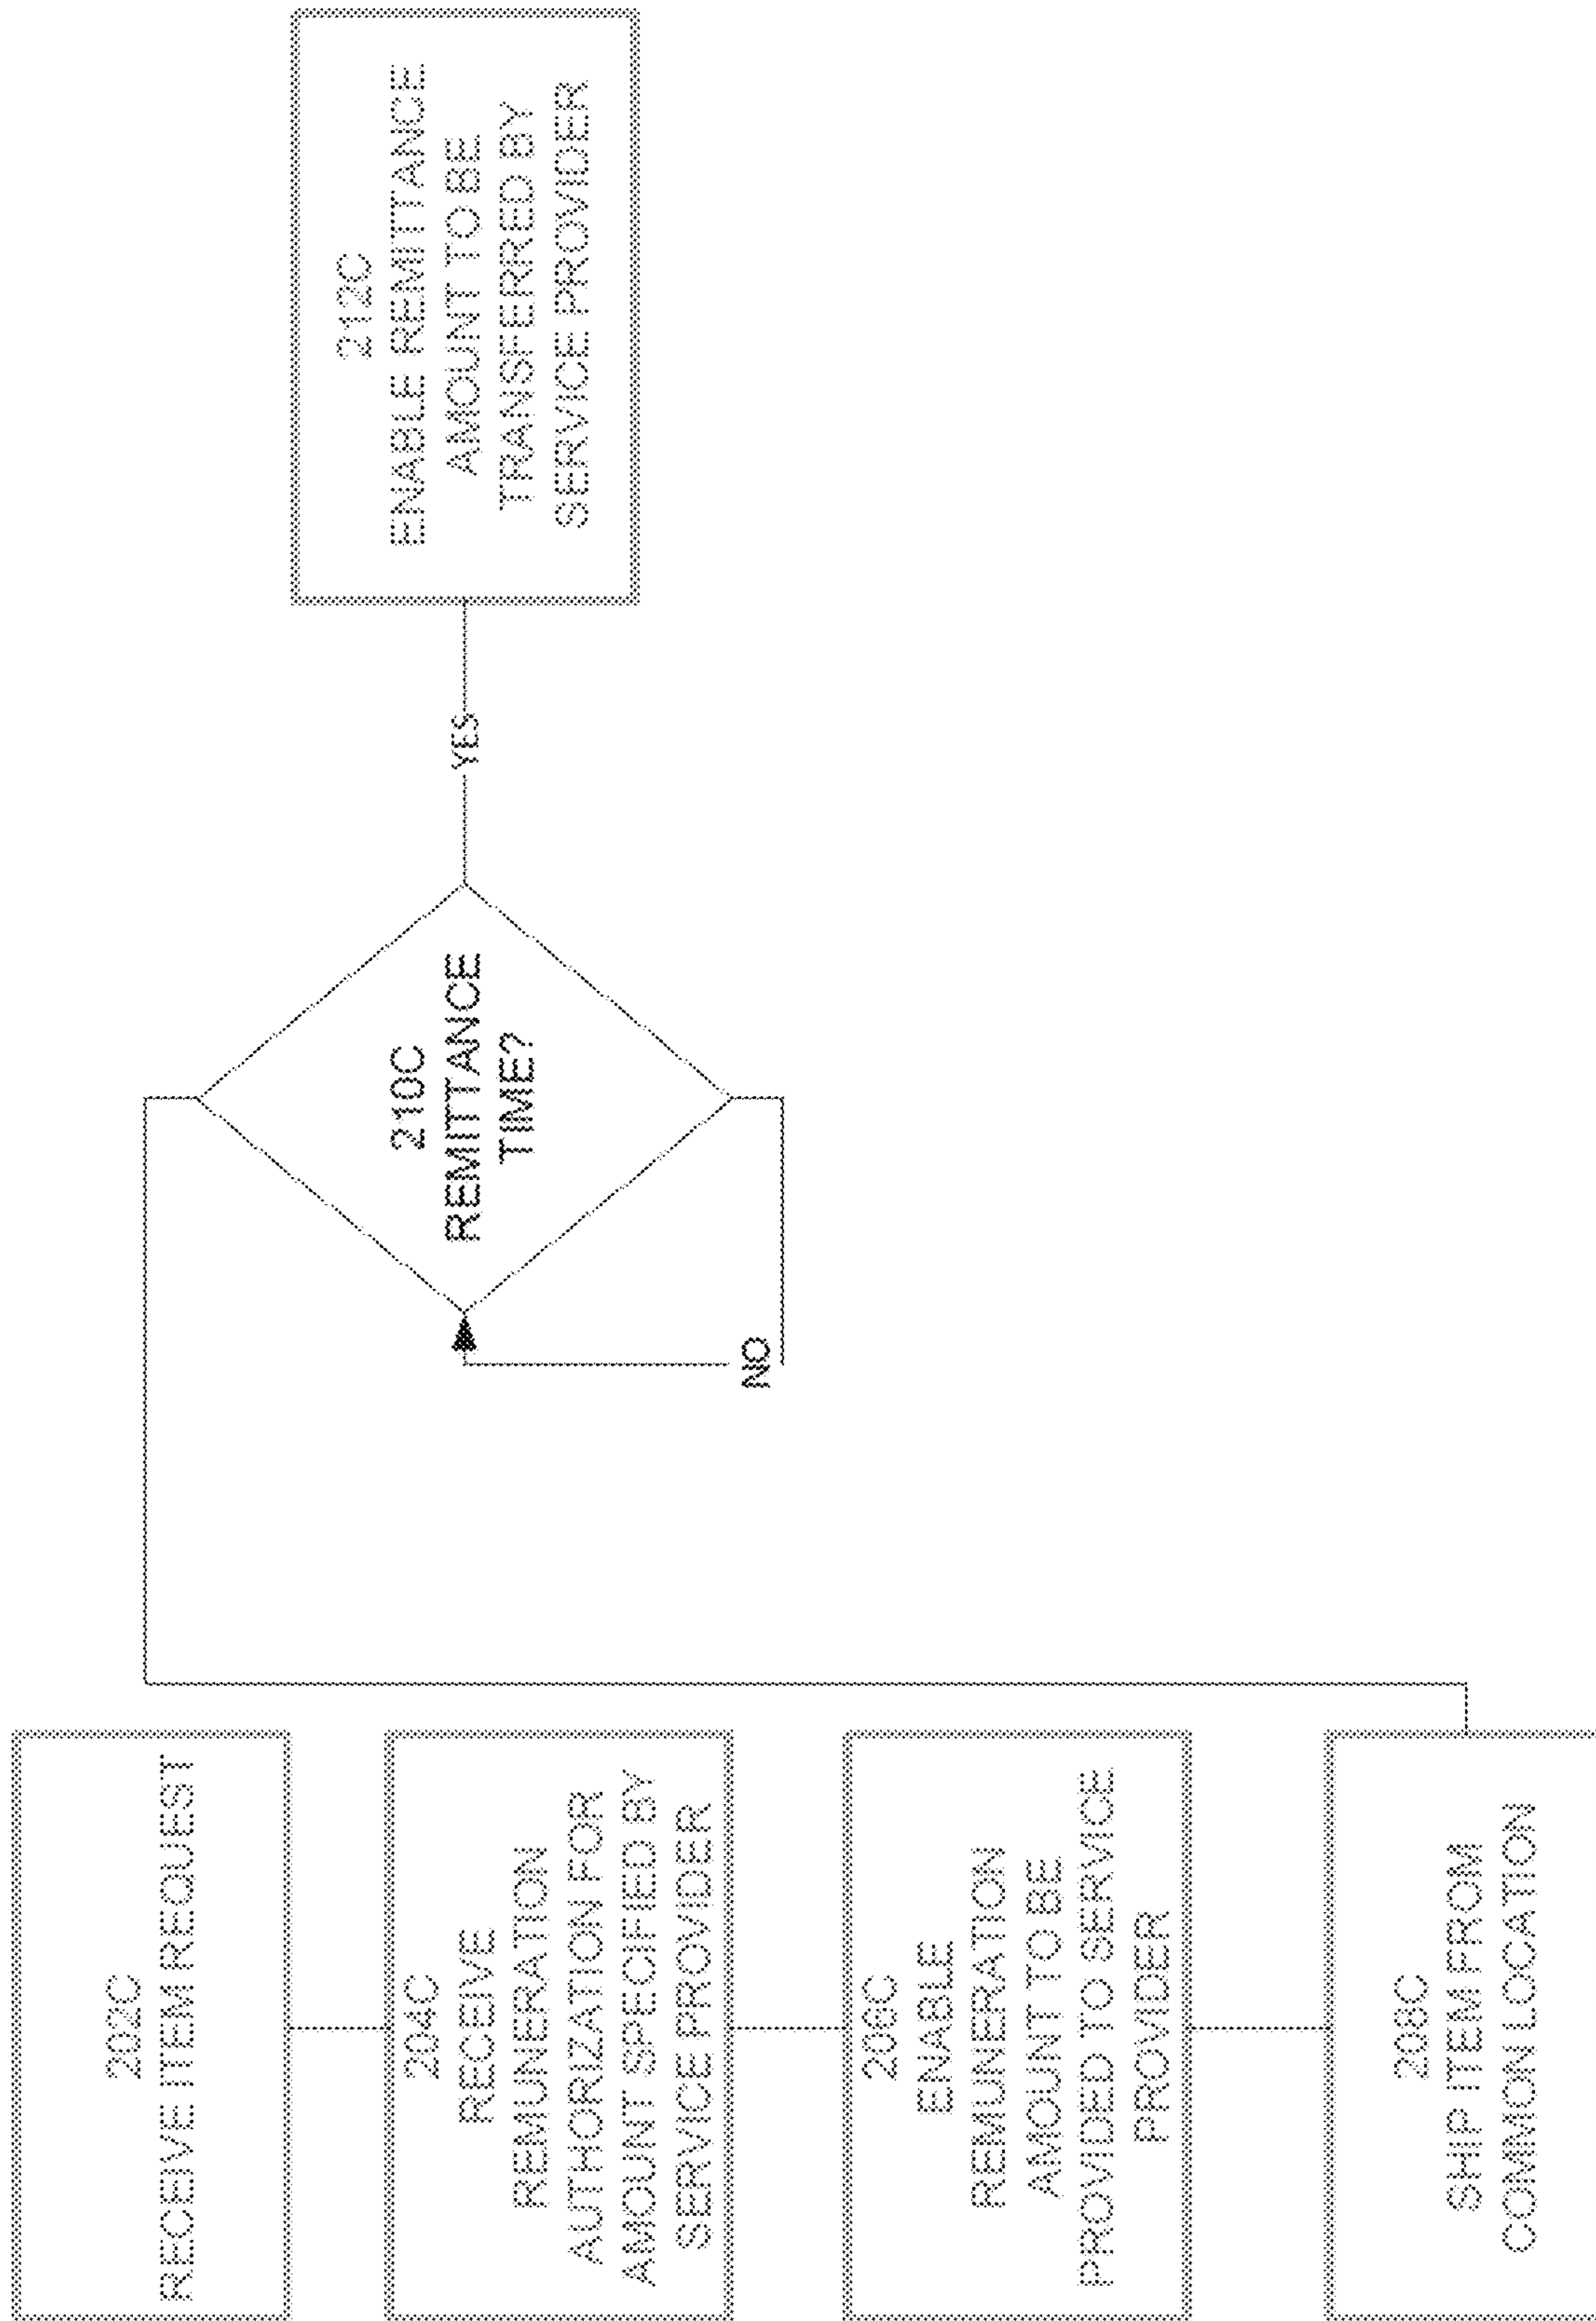 202C
RECEIVE ITEM REQUEST
204C
RECEIVE
REMUNERATION
AUTHORIZATION FOR
AMOUNT SPECIFIED BY
SERVICE PROVIDER
206C
ENABLE
REMUNERATION
AMOUNT TO BE
PROVIDED TO SERVICE
PROVIDER
208C
SHIP ITEM FROM
COMMON LOCATION
210C
REMITTANCE
TIME?
NO
YES
212C
ENABLE REMITTANCE
AMOUNT TO BE
TRANSFERRED BY
SERVICE PROVIDER